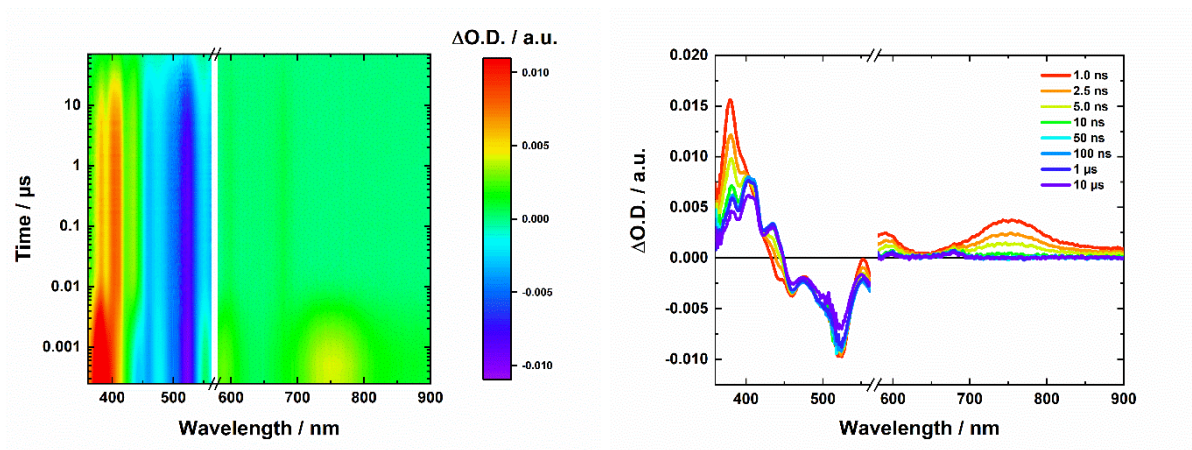 ΔO.D. / a.u.
Time / µs
10
1
0.1
0.01
0.001
400
500
600
700
800
900
Wavelength / nm
0.010
0.005
0.000
-0.005
-0.010
ΔO.D. / a.u.
0.020
0.015
0.010
0.005
0.000
-0.005
-0.010
400
500
600
700
800
900
Wavelength / nm
1.0 ns
2.5 ns
5.0 ns
10 ns
50 ns
100 ns
1 µs
10 µs